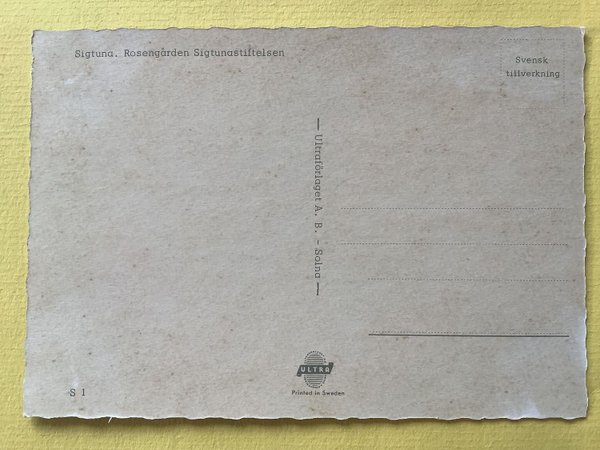 Sigtuna. Rosengården Sigtunastiftelsen
Svensk
tillverkning
— Ultraförlaget A. B. - Solna —
ULTRA
Printed in Sweden
S 1